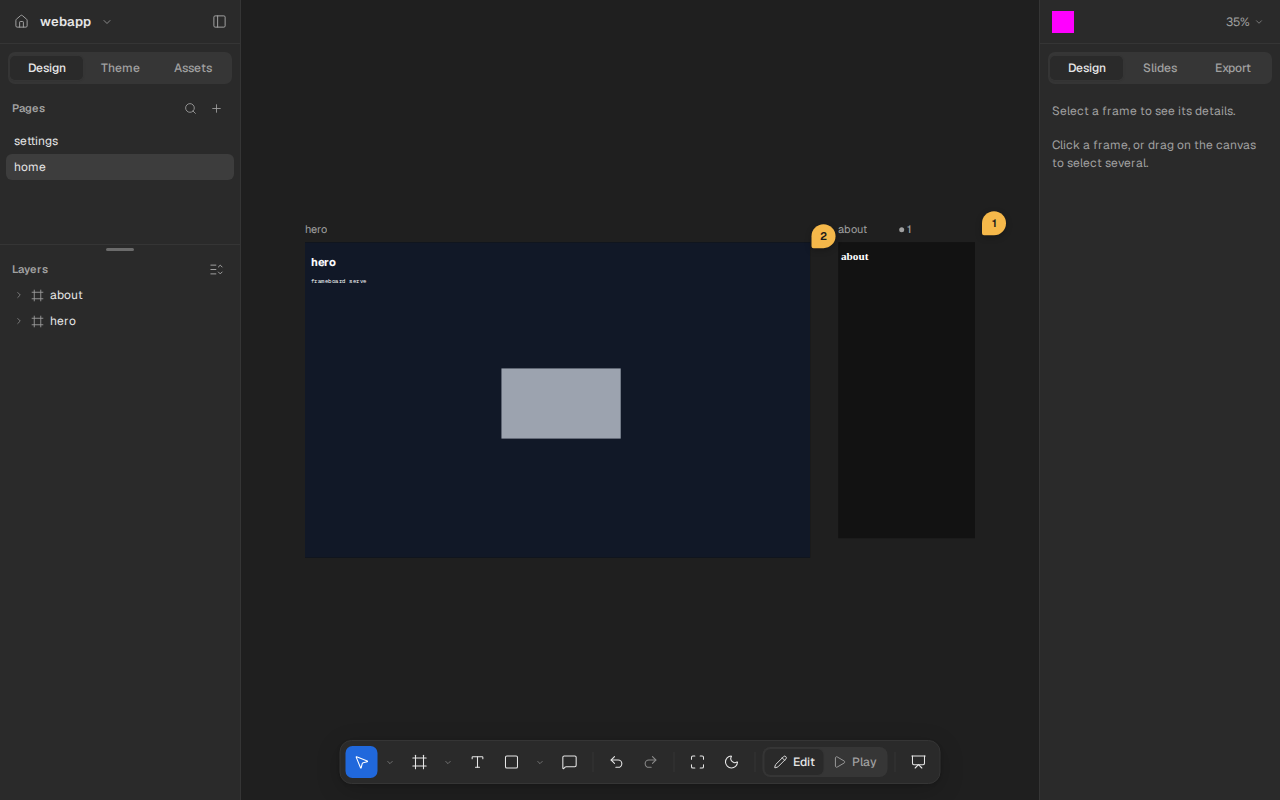 webapp
35%
Design
Theme
Assets
Design
Slides
Export
Pages
settings
home
Select a frame to see its details.
Click a frame, or drag on the canvas
to select several.
hero
2
about
1
1
hero
frameboard serve
about
Layers
about
hero
Edit
Play